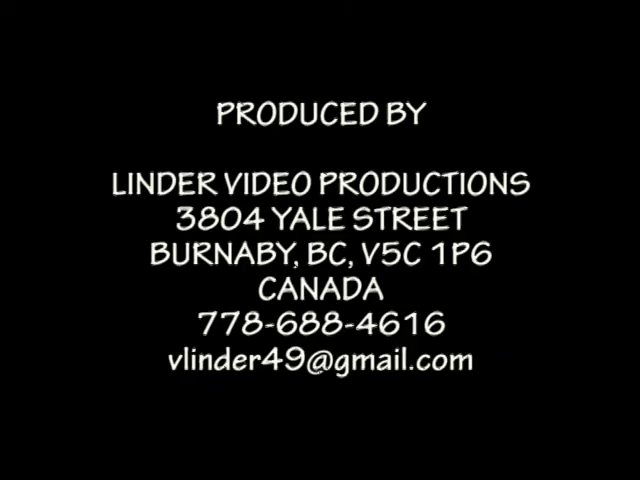 PRODUCED BY
LINDER VIDEO PRODUCTIONS
3804 YALE STREET
BURNABY, BC, V5C 1P6
CANADA
778-688-4616
vlinder49@gmail.com